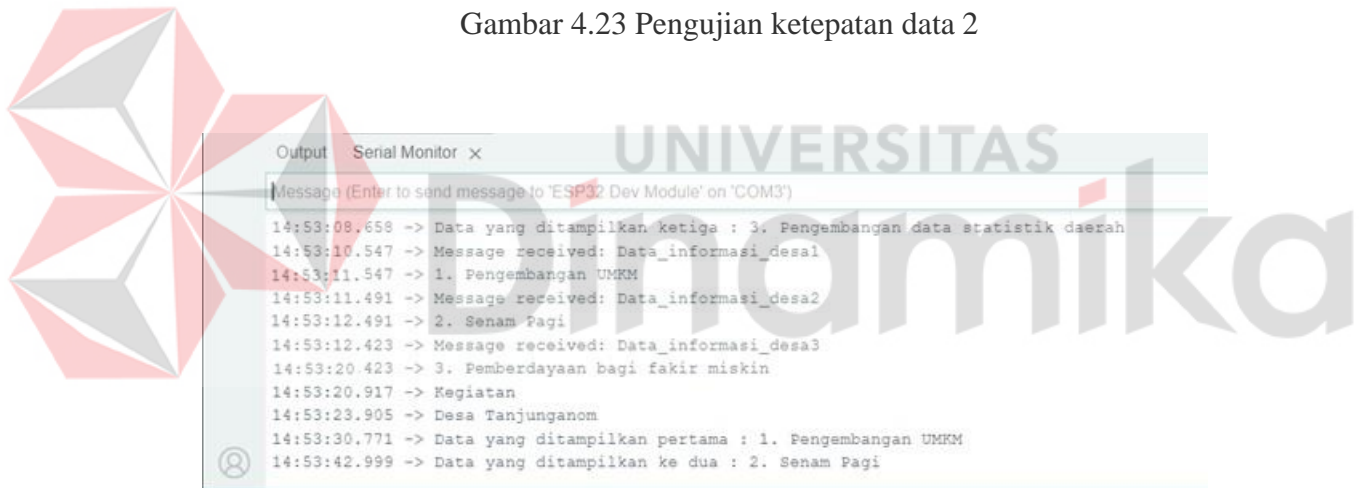 Gambar 4.23 Pengujian ketepatan data 2
UNIVERSITAS
Dinamika
Output Serial Monitor ×
Message (Enter to send message to 'ESP32 Dev Module' on 'COM3')
14:53:08.658 -> Data yang ditampilkan ketiga : 3. Pengembangan data statistik daerah
14:53:10.547 -> Message received: Data_informasi_desa1
14:53:11.547 -> 1. Pengembangan UMKM
14:53:11.491 -> Message received: Data_informasi_desa2
14:53:12.491 -> 2. Senam Pagi
14:53:12.423 -> Message received: Data_informasi_desa3
14:53:20.423 -> 3. Pemberdayaan bagi fakir miskin
14:53:20.917 -> Kegiatan
14:53:23.905 -> Desa Tanjunganom
14:53:30.771 -> Data yang ditampilkan pertama : 1. Pengembangan UMKM
14:53:42.999 -> Data yang ditampilkan ke dua : 2. Senam Pagi